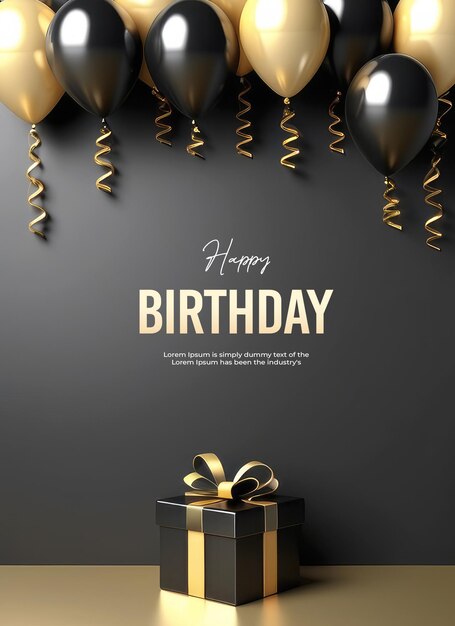 Happy
BIRTHDAY
Lorem Ipsum is simply dummy text of the
Lorem Ipsum has been the industry's